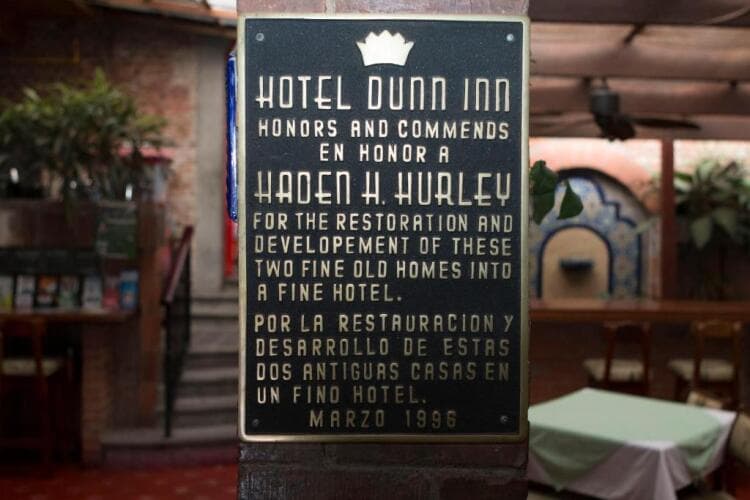 HOTEL DUNN INN
HONORS AND COMMENDS
EN HONOR A
HADEN H. HURLEY
FOR THE RESTORATION AND
DEVELOPEMENT OF THESE
TWO FINE OLD HOMES INTO
A FINE HOTEL.
POR LA RESTAURACION Y
DESARROLLO DE ESTAS
DOS ANTIGUAS CASAS EN
UN FINO HOTEL.
MARZO 1996